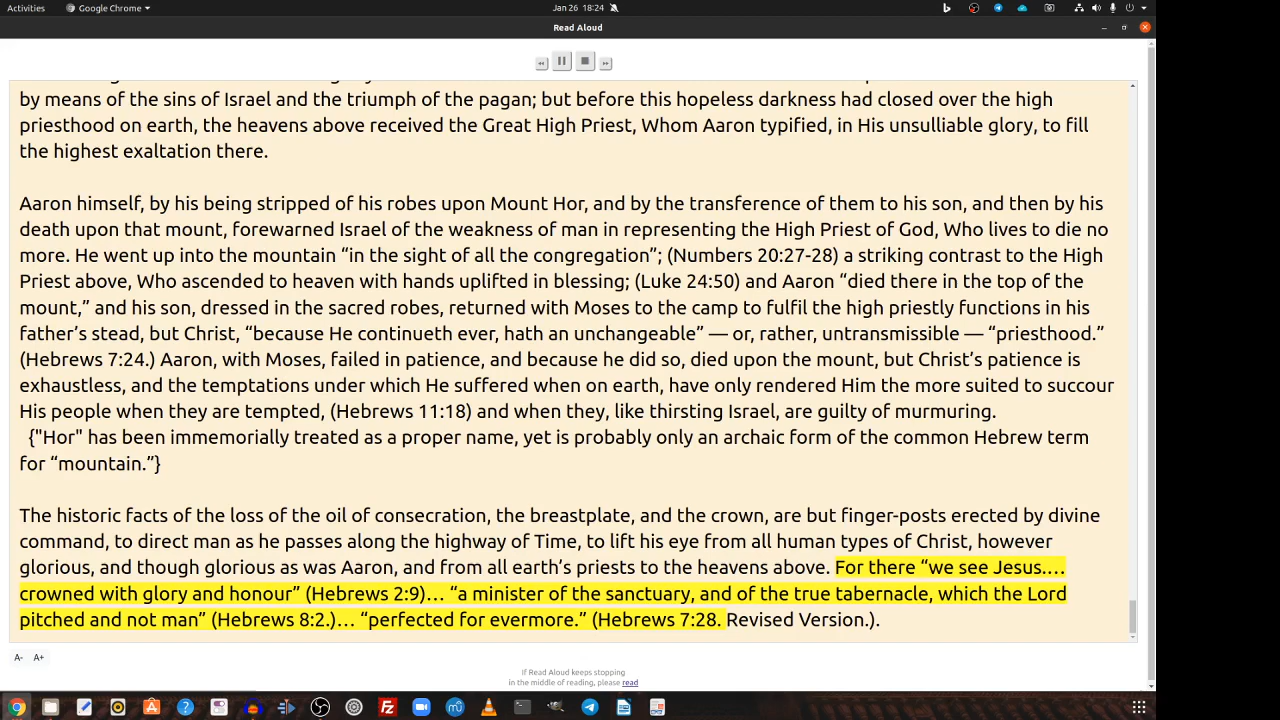 Activities
Google Chrome
Jan 26 18:24
Read Aloud
by means of the sins of Israel and the triumph of the pagan; but before this hopeless darkness had closed over the high
priesthood on earth, the heavens above received the Great High Priest, Whom Aaron typified, in His unsulliable glory, to fill
the highest exaltation there.
Aaron himself, by his being stripped of his robes upon Mount Hor, and by the transference of them to his son, and then by his
death upon that mount, forewarned Israel of the weakness of man in representing the High Priest of God, Who lives to die no
more. He went up into the mountain “in the sight of all the congregation”; (Numbers 20:27-28) a striking contrast to the High
Priest above, Who ascended to heaven with hands uplifted in blessing; (Luke 24:50) and Aaron “died there in the top of the
mount,” and his son, dressed in the sacred robes, returned with Moses to the camp to fulfil the high priestly functions in his
father’s stead, but Christ, “because He continueth ever, hath an unchangeable” — or, rather, untransmissible — “priesthood.”
(Hebrews 7:24.) Aaron, with Moses, failed in patience, and because he did so, died upon the mount, but Christ’s patience is
exhaustless, and the temptations under which He suffered when on earth, have only rendered Him the more suited to succour
His people when they are tempted, (Hebrews 11:18) and when they, like thirsting Israel, are guilty of murmuring.
{"Hor" has been immemorially treated as a proper name, yet is probably only an archaic form of the common Hebrew term
for “mountain.”}
The historic facts of the loss of the oil of consecration, the breastplate, and the crown, are but finger-posts erected by divine
command, to direct man as he passes along the highway of Time, to lift his eye from all human types of Christ, however
glorious, and though glorious as was Aaron, and from all earth’s priests to the heavens above. For there “we see Jesus.…
crowned with glory and honour” (Hebrews 2:9)… “a minister of the sanctuary, and of the true tabernacle, which the Lord
pitched and not man” (Hebrews 8:2.)… “perfected for evermore.” (Hebrews 7:28. Revised Version.).
A- A+
If Read Aloud keeps stopping
in the middle of reading, please read